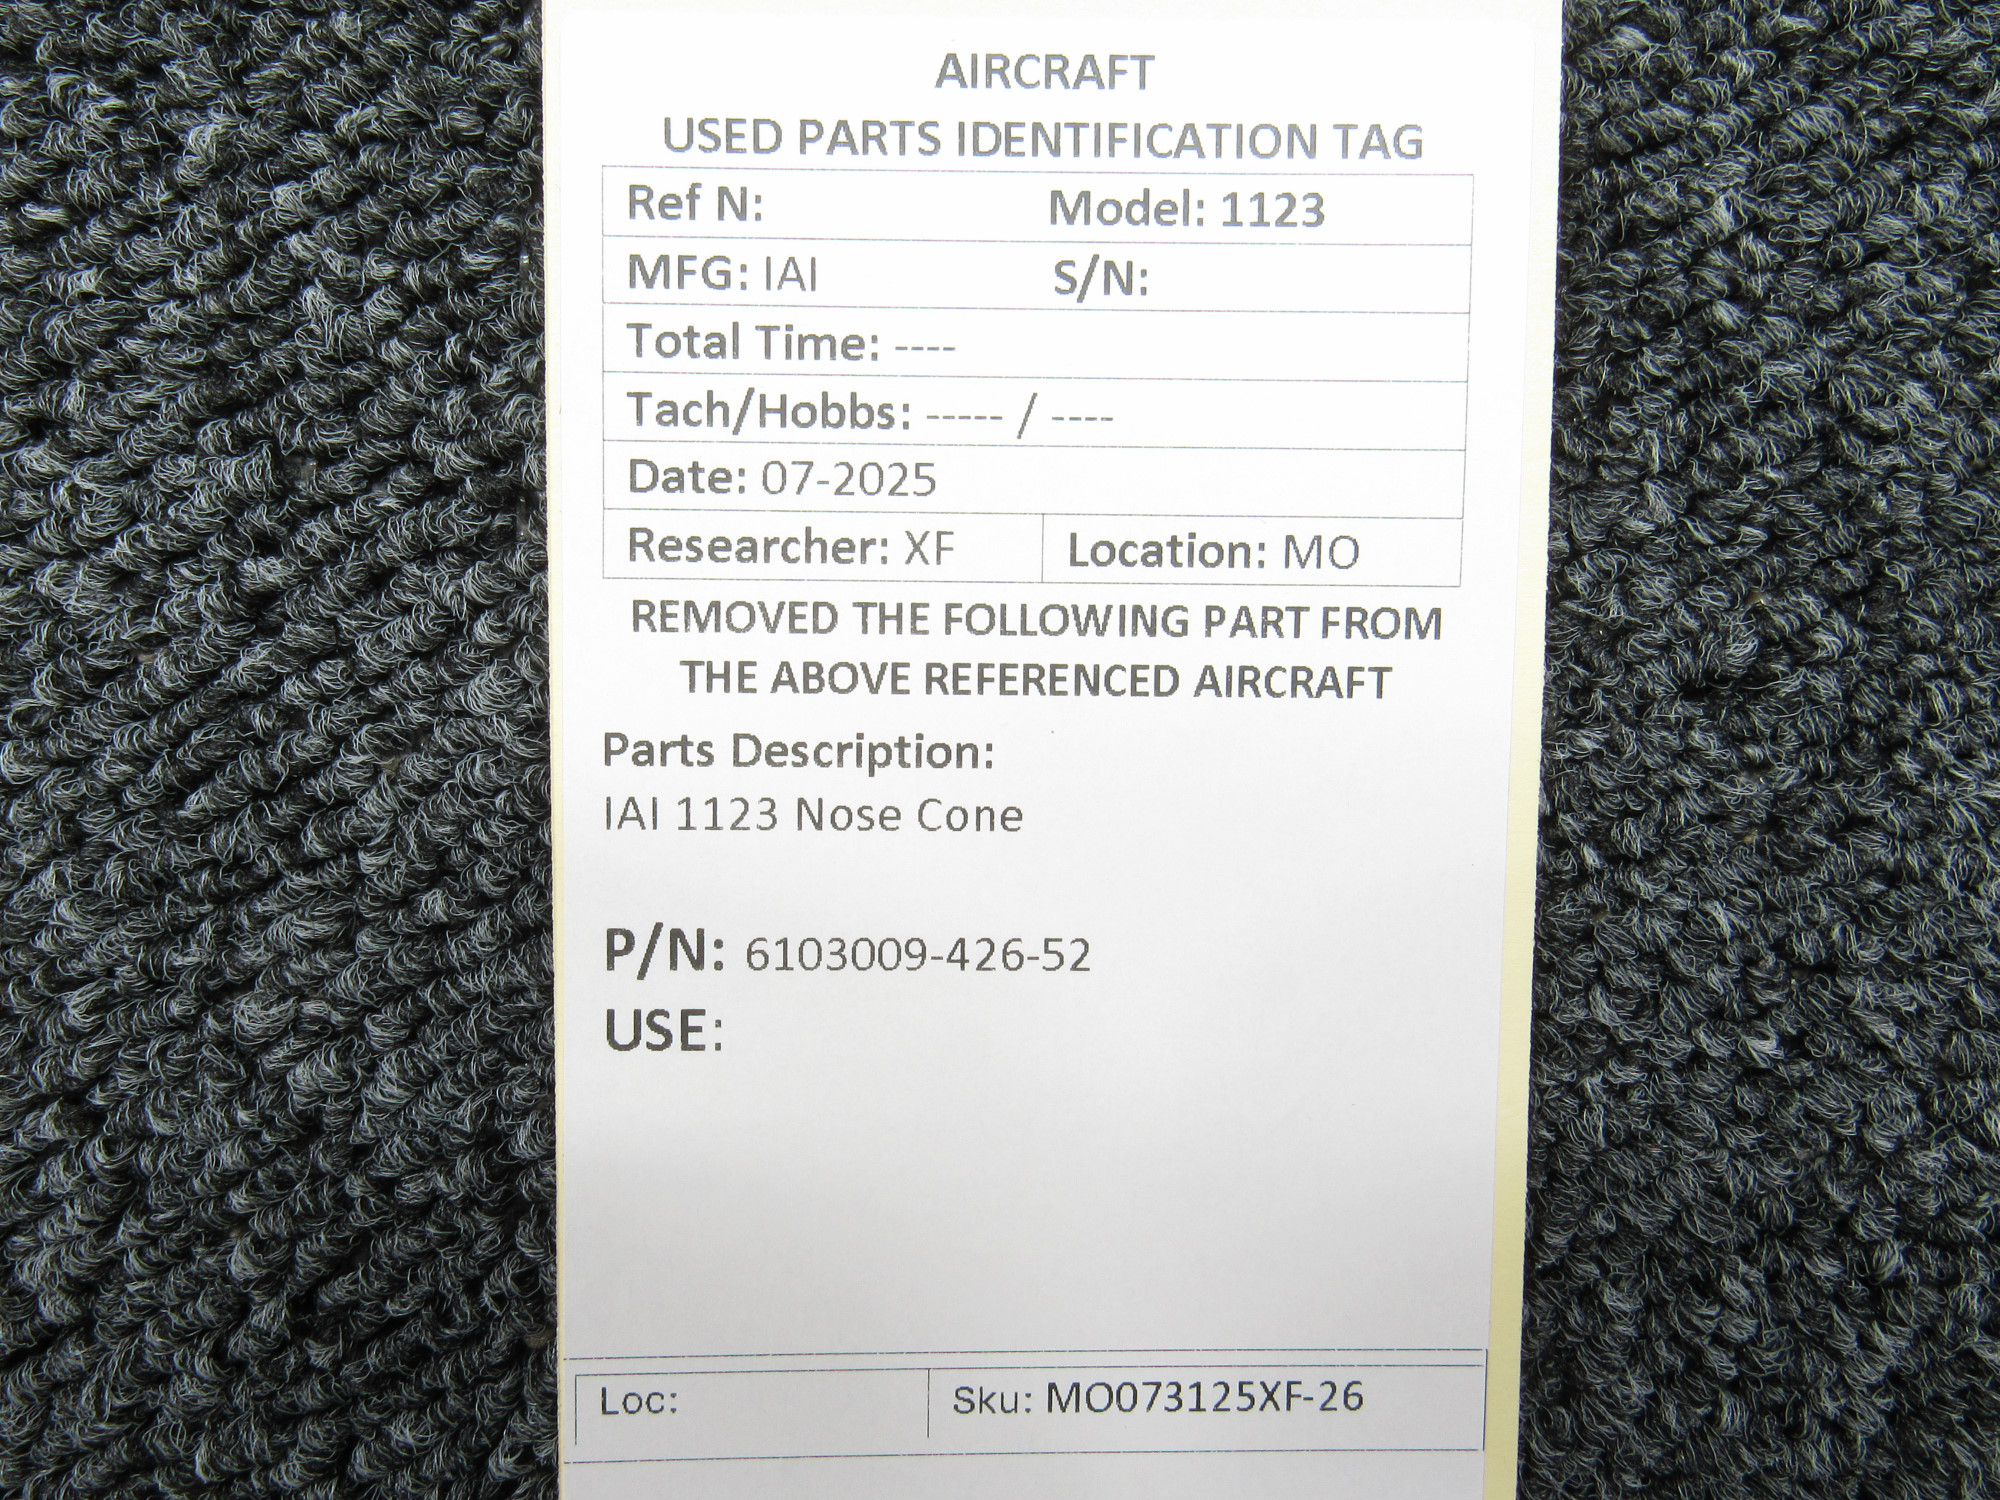 AIRCRAFT
USED PARTS IDENTIFICATION TAG
Ref N: Model: 1123
MFG: IAI S/N:
Total Time: ----
Tach/Hobbs: ----- / ----
Date: 07-2025
Researcher: XF Location: MO
REMOVED THE FOLLOWING PART FROM
THE ABOVE REFERENCED AIRCRAFT
Parts Description:
IAI 1123 Nose Cone
P/N: 6103009-426-52
USE:
Loc: Sku: MO073125XF-26